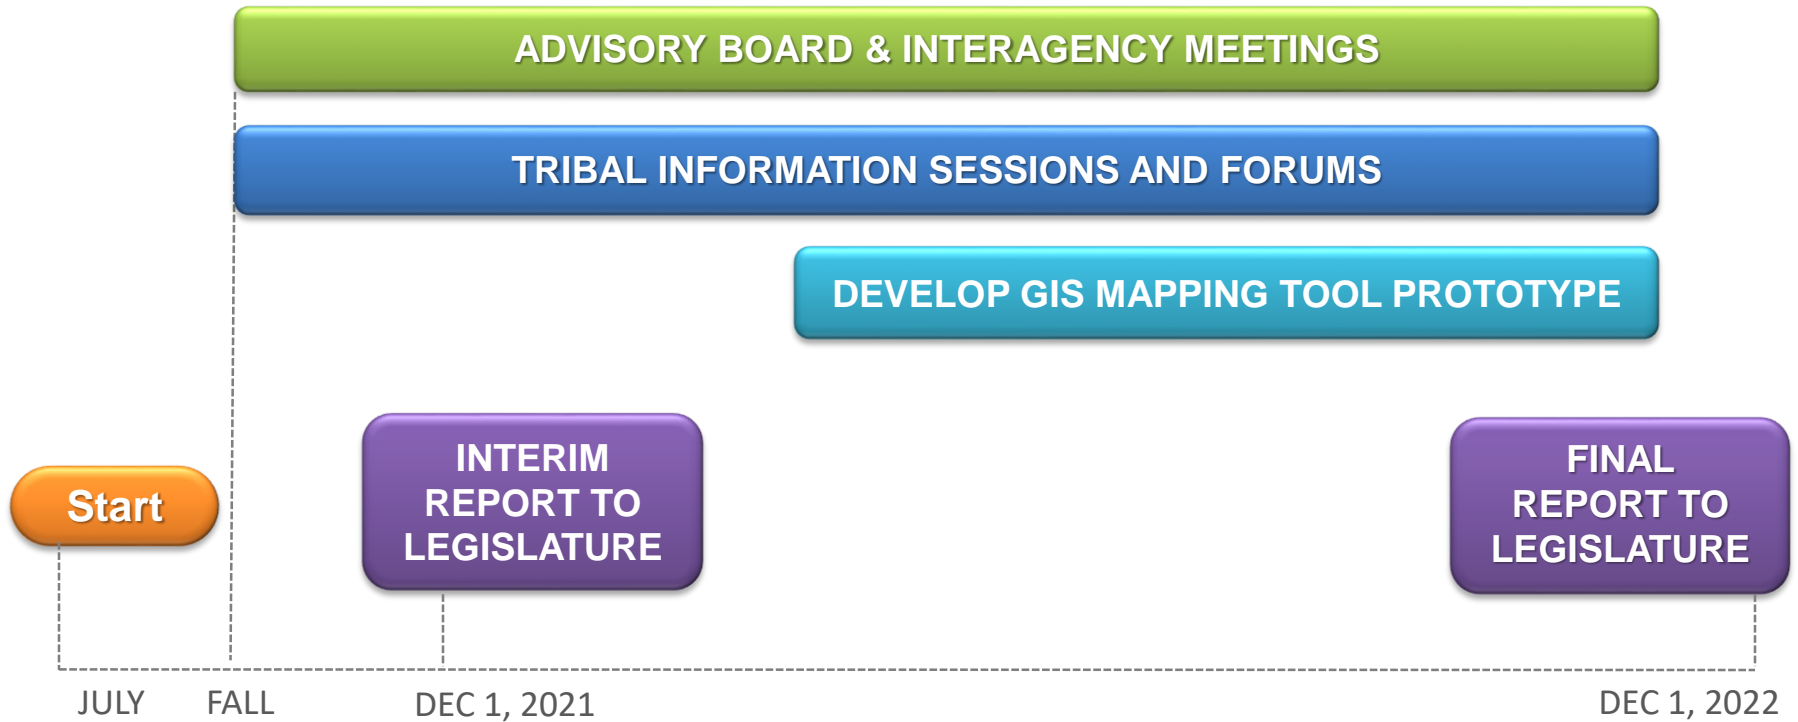 ADVISORY BOARD & INTERAGENCY MEETINGS
TRIBAL INFORMATION SESSIONS AND FORUMS
DEVELOP GIS MAPPING TOOL PROTOTYPE
Start
INTERIM
REPORT TO
LEGISLATURE
FINAL
REPORT TO
LEGISLATURE
JULY
FALL
DEC 1, 2021
DEC 1, 2022